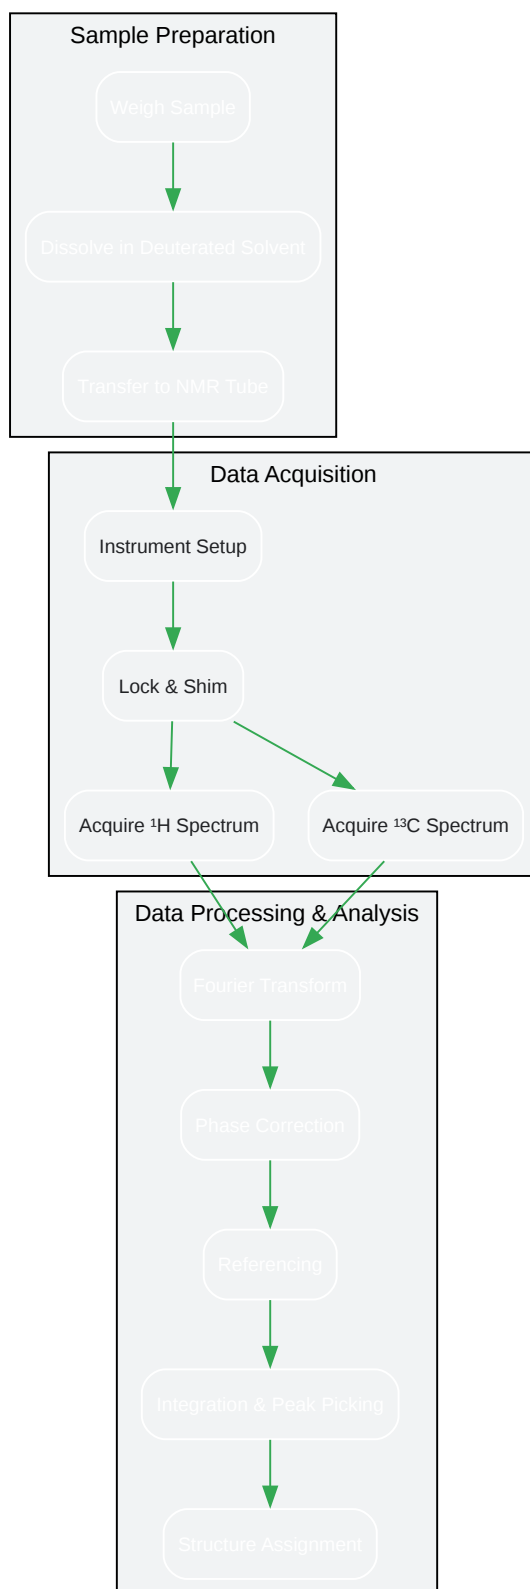 Sample Preparation
Weigh Sample
Dissolve in Deuterated Solvent
Transfer to NMR Tube
Data Acquisition
Instrument Setup
Lock & Shim
Acquire ¹H Spectrum
Acquire ¹³C Spectrum
Data Processing & Analysis
Fourier Transform
Phase Correction
Referencing
Integration & Peak Picking
Structure Assignment